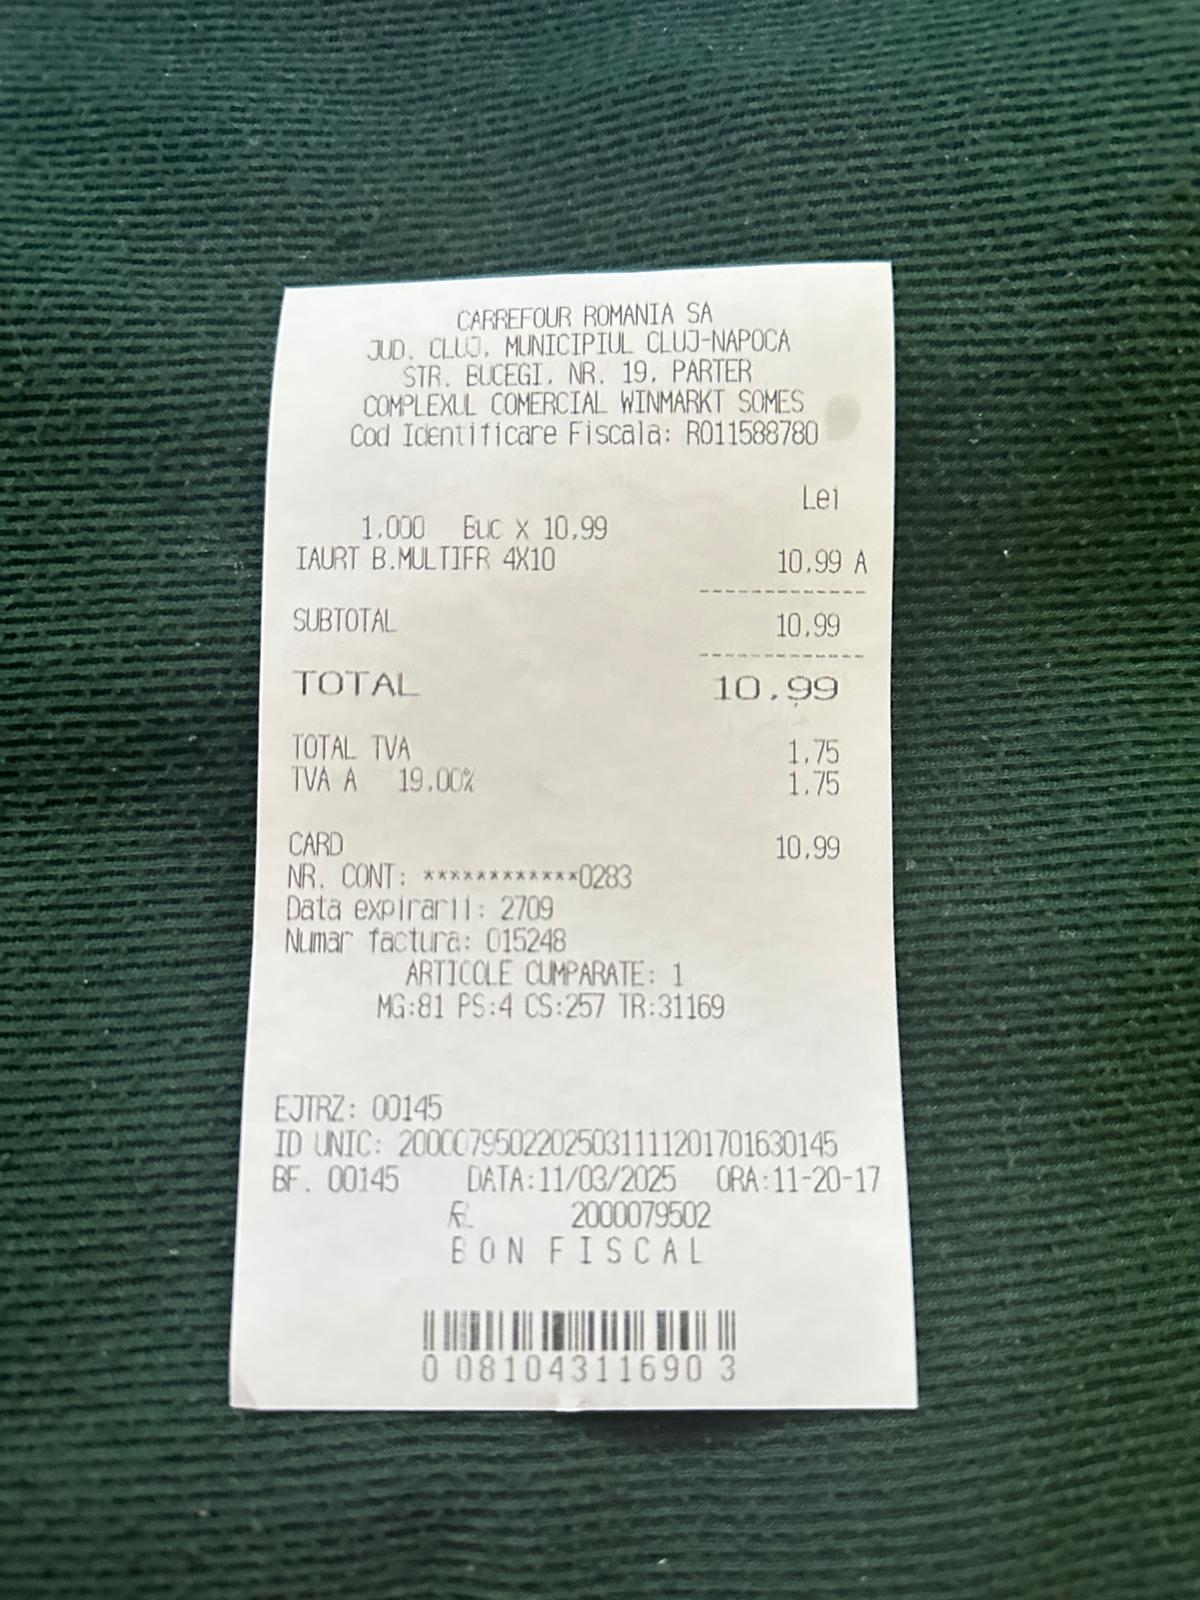 CARREFOUR ROMANIA SA
JUD. CLUJ, MUNICIPIUL CLUJ-NAPOCA
STR. BUCEGI, NR. 19, PARTER
COMPLEXUL COMERCIAL WINMARKT SOMES
Cod Identificare Fiscala: RO11588780
Lei
1,000 Buc X 10,99
IAURT B.MULTIFR 4X10 10,99 A
SUBTOTAL 10,99
TOTAL 10,99
TOTAL TVA 1,75
TVA A 19,00% 1,75
CARD 10,99
NR. CONT: ************0283
Data expirarii: 2709
Numar factura: 015248
ARTICOLE CUMPARATE: 1
MG:81 PS:4 CS:257 TR:31169
EJTRZ: 00145
ID UNIC: 2000079502202503111120170163​0145
BF. 00145 DATA:11/03/2025 ORA:11-20-17
2000079502
BON FISCAL
0 08104311690 3